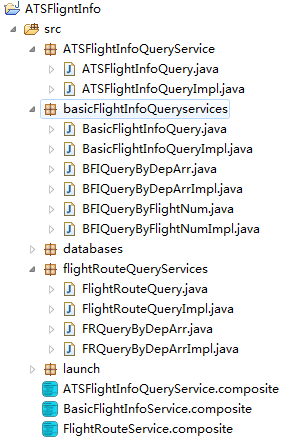 ATSFligntInfo
src
ATSFlightInfoQueryService
ATSFlightInfoQuery.java
ATSFlightInfoQueryImpl.java
basicFlightInfoQueryservices
BasicFlightInfoQuery.java
BasicFlightInfoQueryImpl.java
BFIQueryByDepArr.java
BFIQueryByDepArrImpl.java
BFIQueryByFlightNum.java
BFIQueryByFlightNumImpl.java
databases
flightRouteQueryServices
FlightRouteQuery.java
FlightRouteQueryImpl.java
FRQueryByDepArr.java
FRQueryByDepArrImpl.java
launch
ATSFlightInfoQueryService.composite
BasicFlightInfoService.composite
FlightRouteService.composite